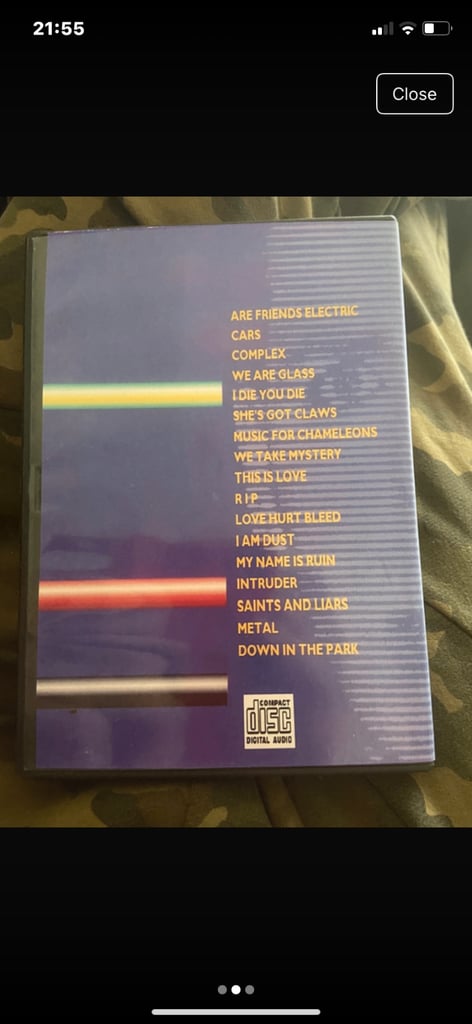 21:55
Close
ARE FRIENDS ELECTRIC
CARS
COMPLEX
WE ARE GLASS
I DIE YOU DIE
SHE'S GOT CLAWS
MUSIC FOR CHAMELEONS
WE TAKE MYSTERY
THIS IS LOVE
R I P
LOVE HURT BLEED
I AM DUST
MY NAME IS RUIN
INTRUDER
SAINTS AND LIARS
METAL
DOWN IN THE PARK
COMPACT
disc
DIGITAL AUDIO